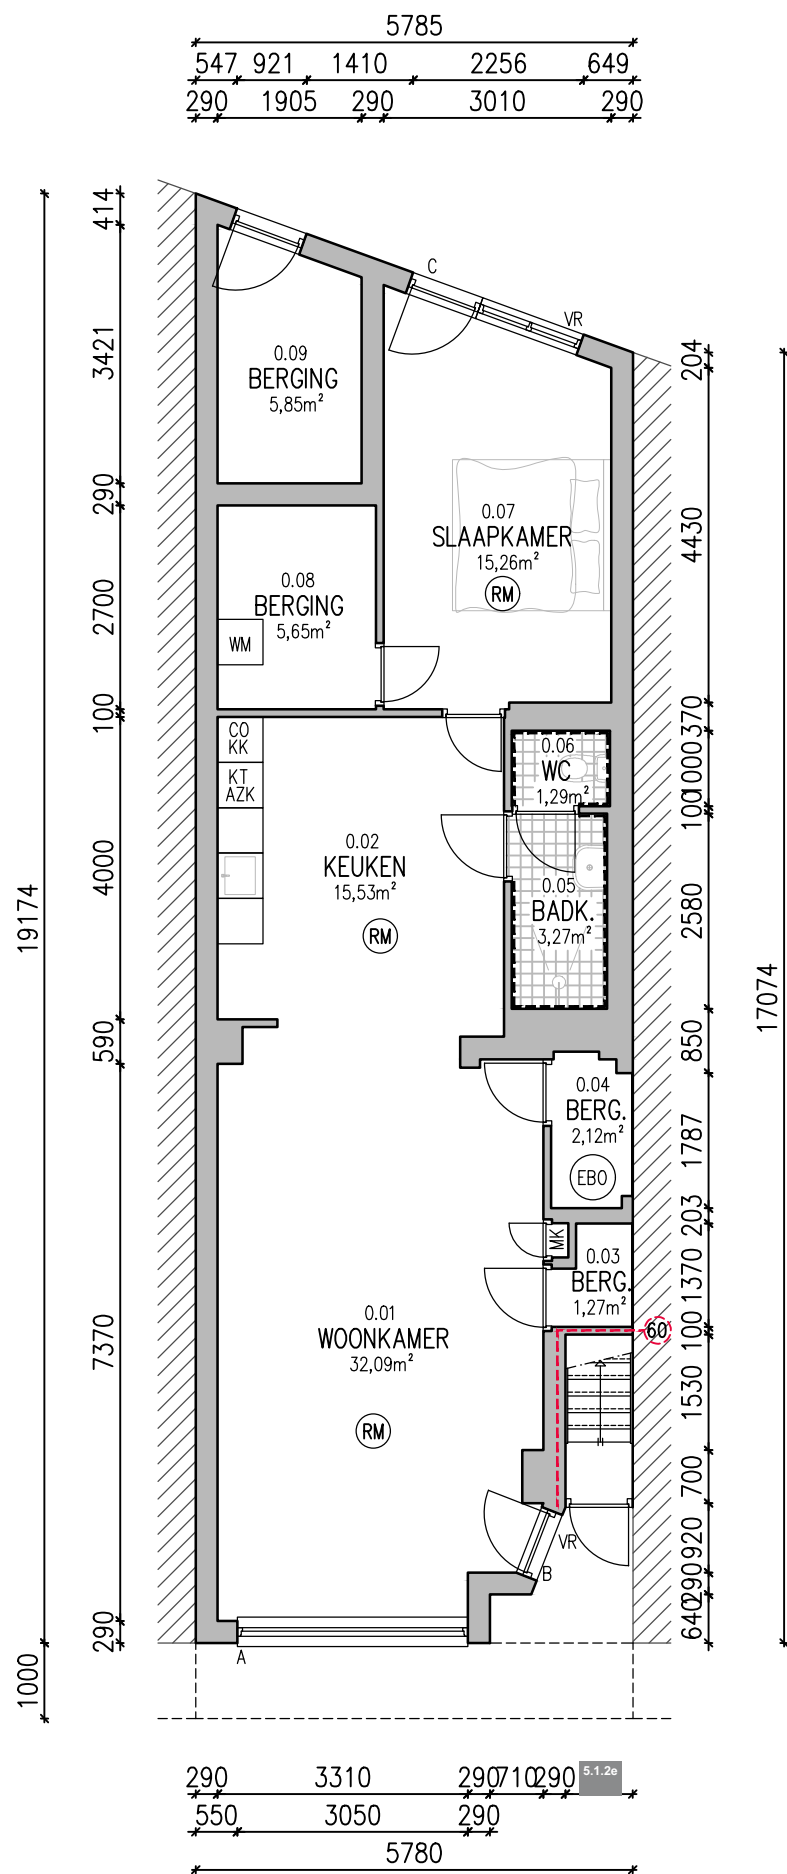 5785
547 921 1410 2256 649
290 1905 290 3010 290
414
3421
290
2700
100
4000
590
7370
290
19174
1000
C
VR
0.09
BERGING
5,85m²
0.07
SLAAPKAMER
15,26m²
RM
0.08
BERGING
5,65m²
WM
CO
KK
KT
AZK
0.06
WC
1,29m²
0.02
KEUKEN
15,53m²
RM
0.05
BADK.
3,27m²
0.04
BERG.
2,12m²
EBO
MK
0.03
BERG.
1,27m²
60
0.01
WOONKAMER
32,09m²
RM
VR
B
A
204
4430
370
1000
100
2580
850
1787
203
1370
100
1530
700
920
290
640
17074
290 3310 290 710 290 5.1.2e
550 3050 290
5780